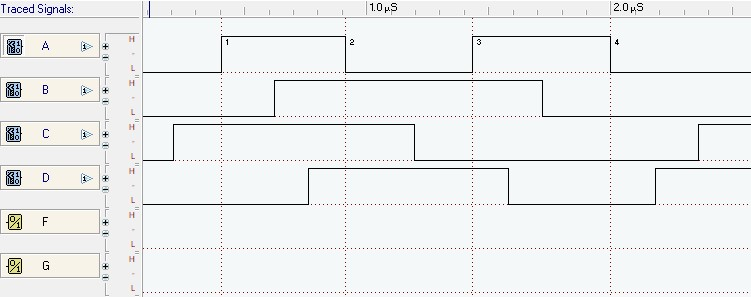 Traced Signals:
1.0µS
2.0µS
A
H
-
L
1
2
3
4
B
H
-
L
C
H
-
L
D
H
-
L
F
H
-
L
G
H
-
L